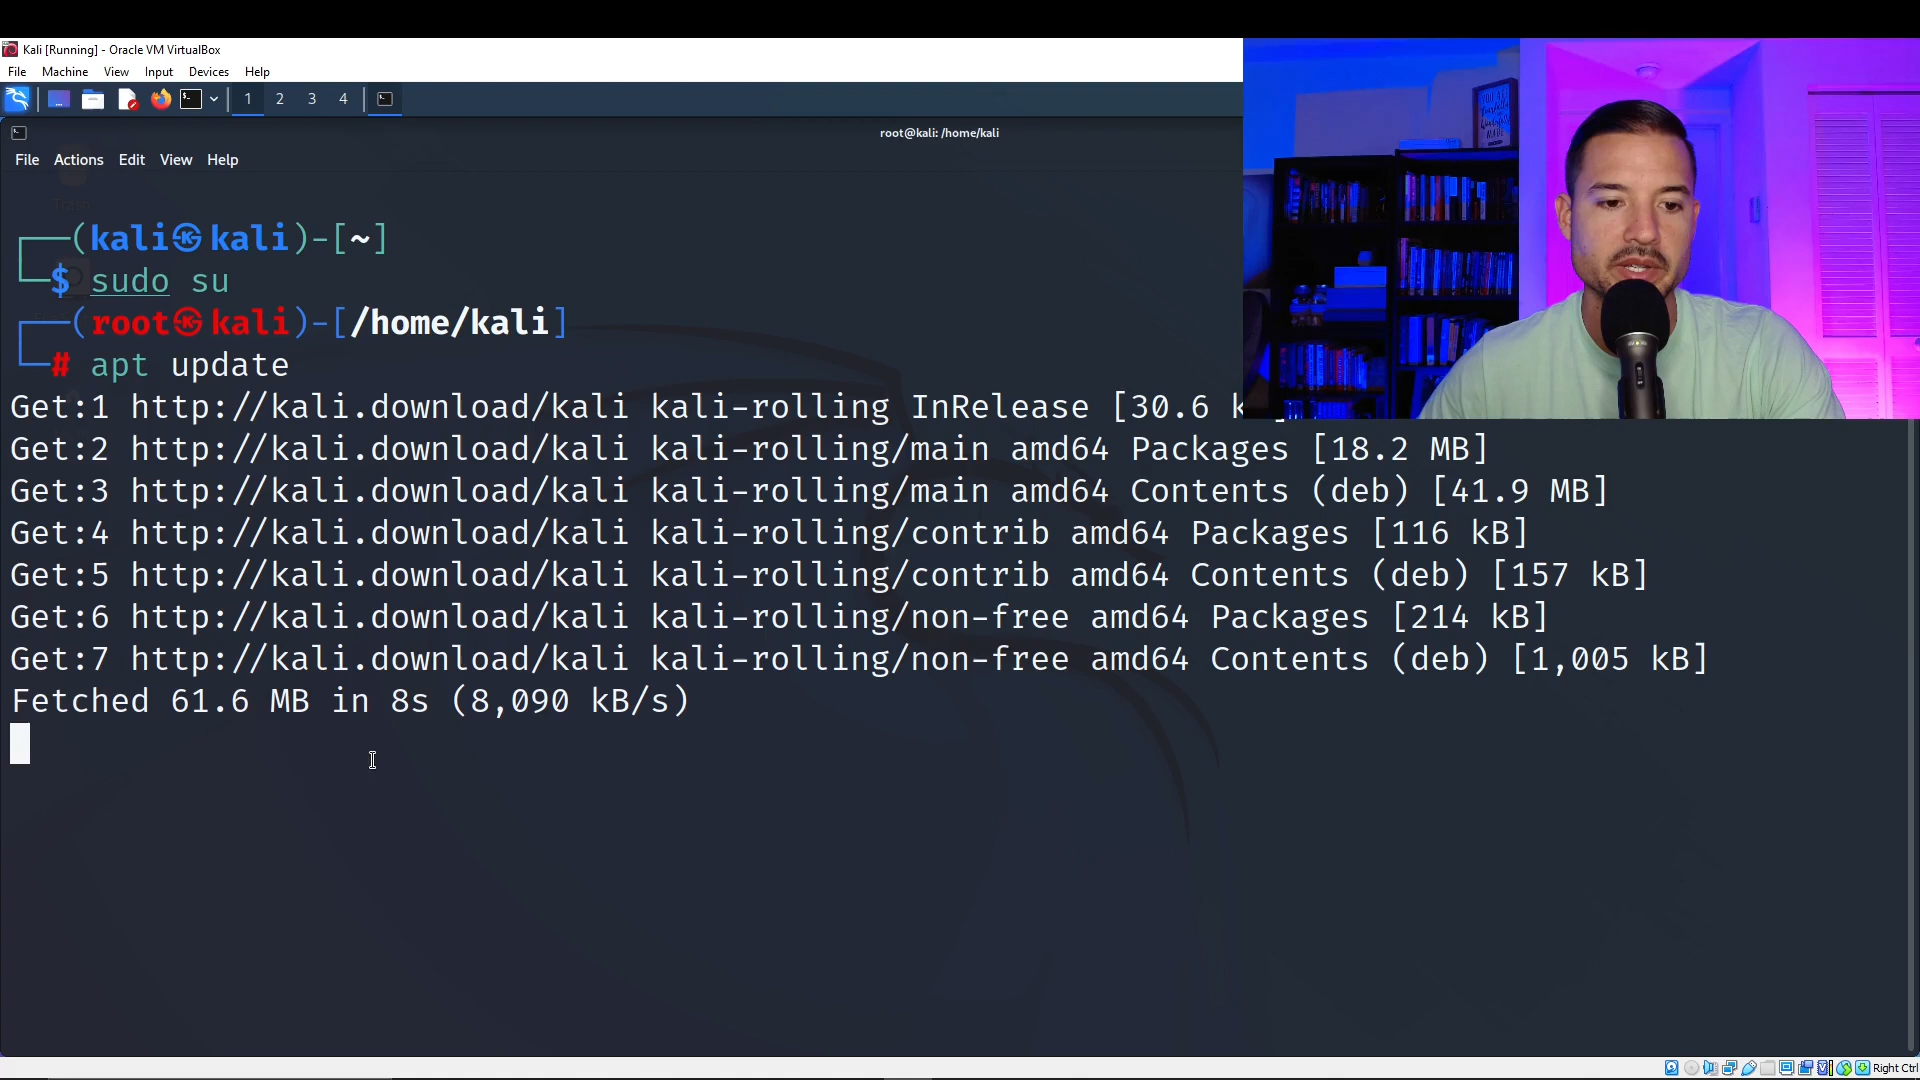 Kali [Running] - Oracle VM VirtualBox
File Machine View Input Devices Help
1 2 3 4
root@kali: /home/kali
File Actions Edit View Help
Trash
┌──(kali㉿kali)-[~]
└─$ sudo su
┌──(root㉿kali)-[/home/kali]
└─# apt update
Get:1 http://kali.download/kali kali-rolling InRelease [30.6 k
Get:2 http://kali.download/kali kali-rolling/main amd64 Packages [18.2 MB]
Get:3 http://kali.download/kali kali-rolling/main amd64 Contents (deb) [41.9 MB]
Get:4 http://kali.download/kali kali-rolling/contrib amd64 Packages [116 kB]
Get:5 http://kali.download/kali kali-rolling/contrib amd64 Contents (deb) [157 kB]
Get:6 http://kali.download/kali kali-rolling/non-free amd64 Packages [214 kB]
Get:7 http://kali.download/kali kali-rolling/non-free amd64 Contents (deb) [1,005 kB]
Fetched 61.6 MB in 8s (8,090 kB/s)
Right Ctrl